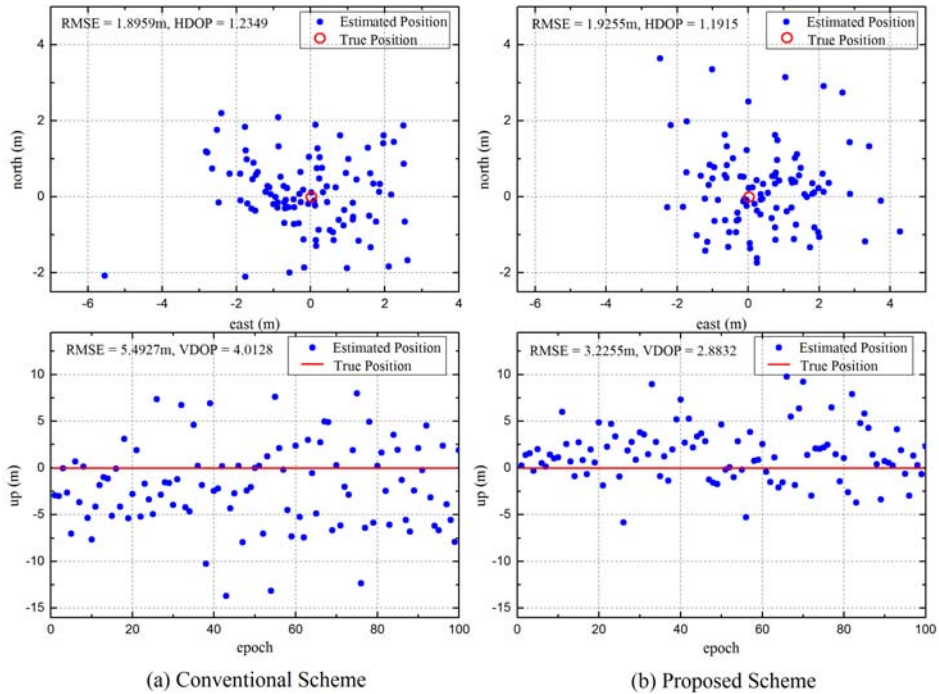 RMSE = 1.8959m, HDOP = 1.2349
Estimated Position
True Position
4
2
0
-2
north (m)
-6
-4
-2
0
2
4
east (m)
RMSE = 1.9255m, HDOP = 1.1915
Estimated Position
True Position
4
2
0
-2
north (m)
-6
-4
-2
0
2
4
east (m)
RMSE = 5.4927m, VDOP = 4.0128
Estimated Position
True Position
10
5
0
-5
-10
-15
up (m)
0
20
40
60
80
100
epoch
RMSE = 3.2255m, VDOP = 2.8832
Estimated Position
True Position
10
5
0
-5
-10
-15
up (m)
0
20
40
60
80
100
epoch
(a) Conventional Scheme
(b) Proposed Scheme